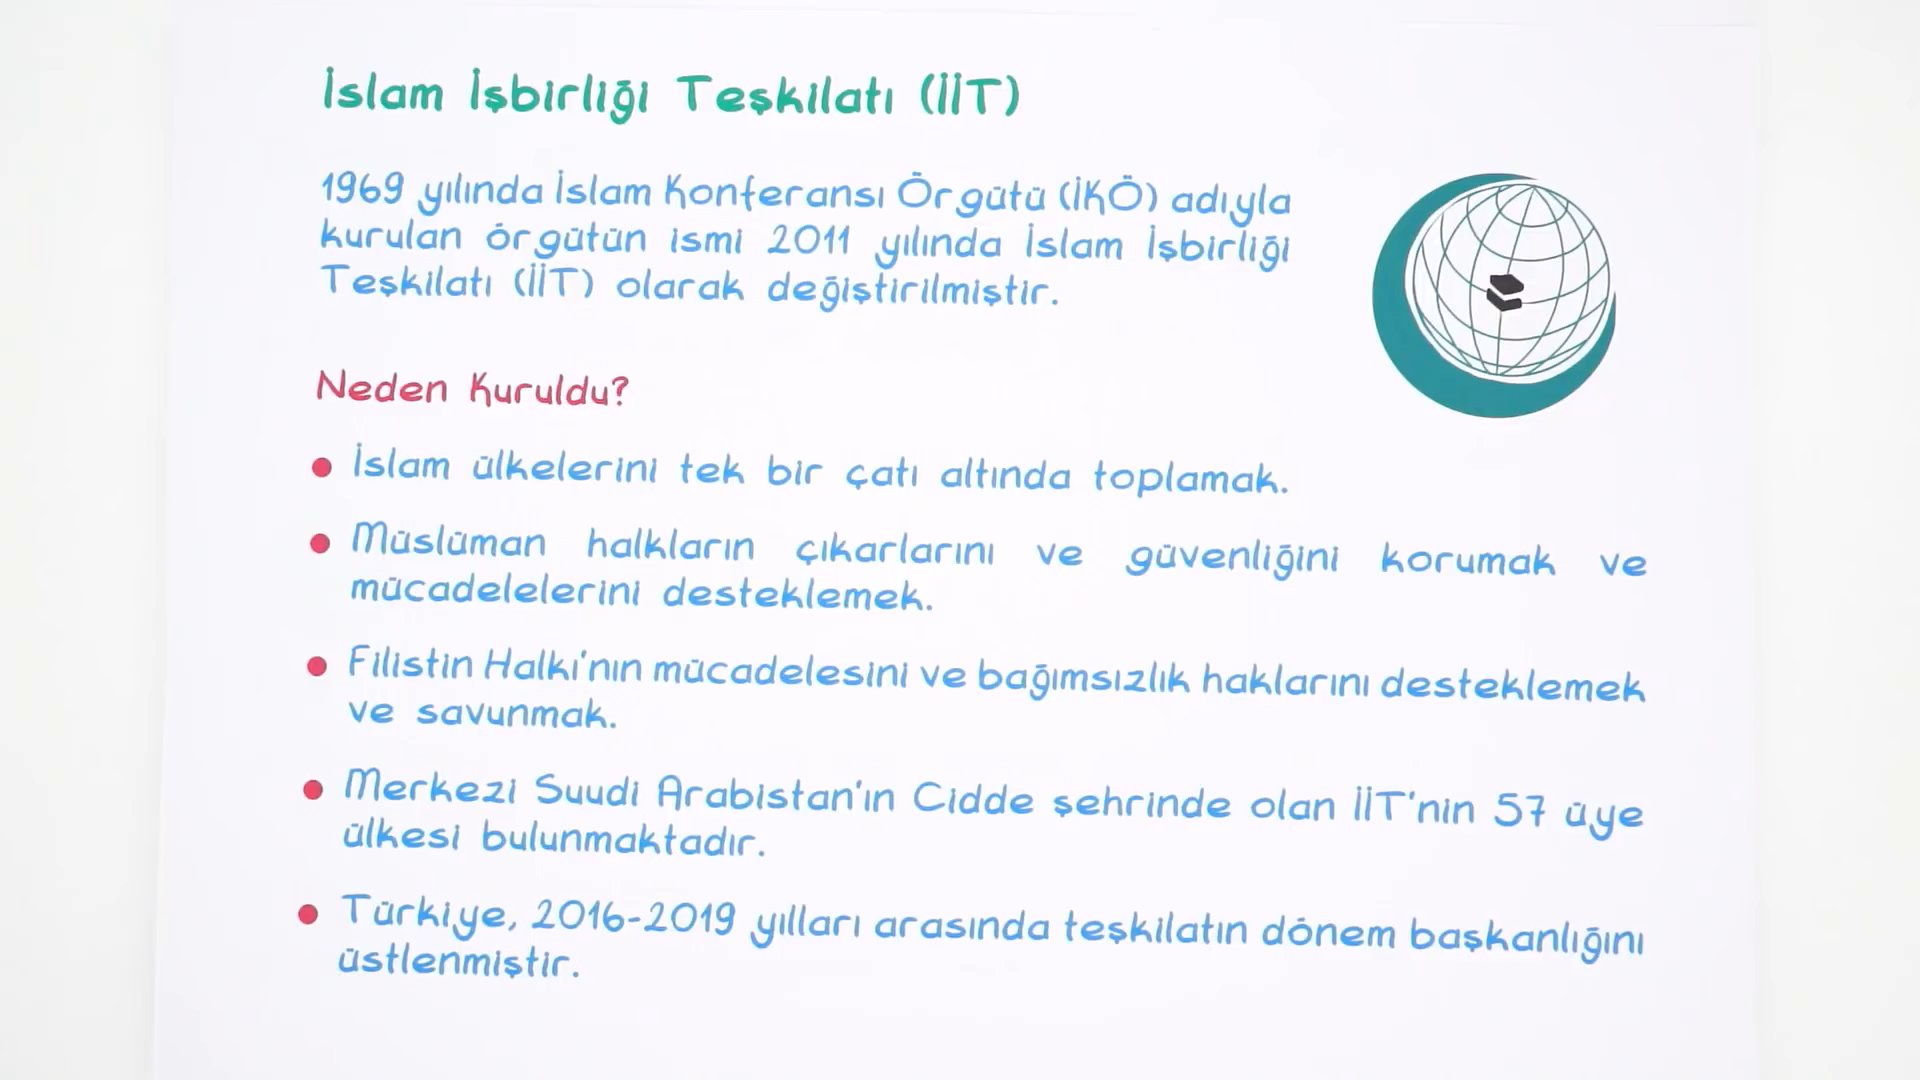 İslam İşbirliği Teşkilatı (İİT)
1969 yılında İslam Konferansı Örgütü (İKÖ) adıyla
kurulan örgütün ismi 2011 yılında İslam İşbirliği
Teşkilatı (İİT) olarak değiştirilmiştir.
Neden Kuruldu?
• İslam ülkelerini tek bir çatı altında toplamak.
• Müslüman halkların çıkarlarını ve güvenliğini korumak ve
mücadelelerini desteklemek.
• Filistin Halkı'nın mücadelesini ve bağımsızlık haklarını desteklemek
ve savunmak.
• Merkezi Suudi Arabistan'ın Cidde şehrinde olan İİT'nin 57 üye
ülkesi bulunmaktadır.
• Türkiye, 2016-2019 yılları arasında teşkilatın dönem başkanlığını
üstlenmiştir.